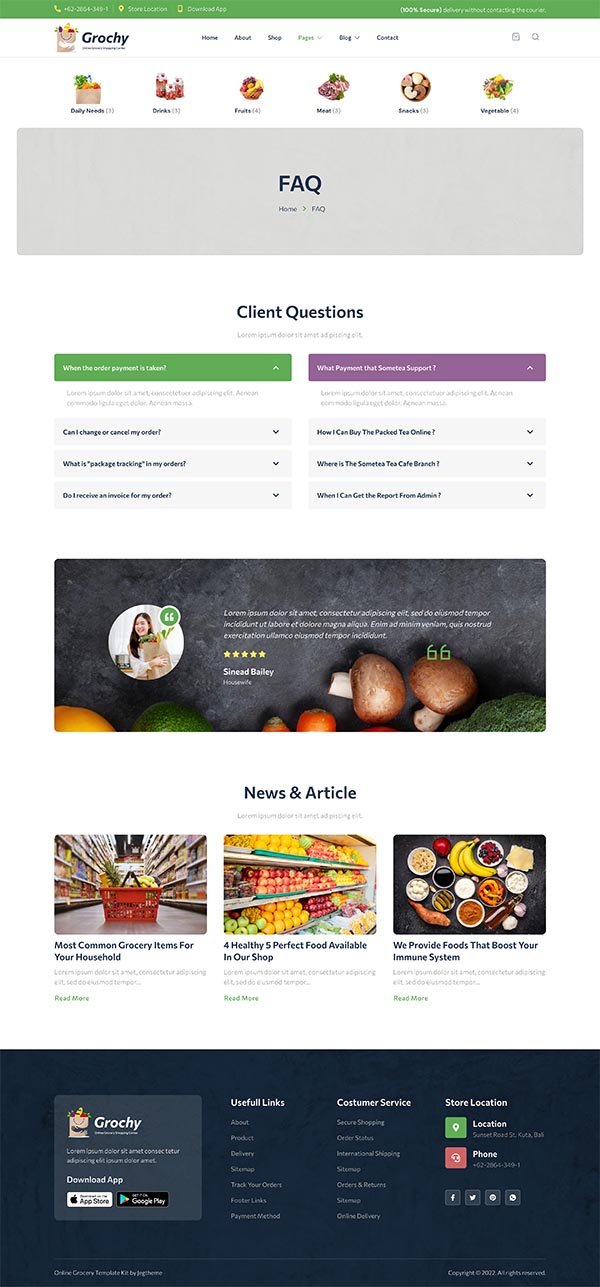 +62-2864-349-1 Store Location Download App (100% Secure) delivery without contacting the courier.
Grochy
Online Grocery Shopping Center
Home About Shop Pages Blog Contact
Daily Needs (3) Drinks (3) Fruits (4) Meat (3) Snacks (3) Vegetable (4)
FAQ
Home > FAQ
Client Questions
Lorem ipsum dolor sit amet ad piscing elit.
When the order payment is taken?
Lorem ipsum dolor sit amet, consectetuer adipiscing elit. Aenean
commodo ligula eget dolor. Aenean massa.
Can I change or cancel my order?
What is "package tracking" in my orders?
Do I receive an invoice for my order?
What Payment that Sometea Support ?
Lorem ipsum dolor sit amet, consectetuer adipiscing elit. Aenean
commodo ligula eget dolor. Aenean massa.
How I Can Buy The Packed Tea Online ?
Where is The Sometea Tea Cafe Branch ?
When I Can Get the Report From Admin ?
Lorem ipsum dolor sit amet, consectetur adipiscing elit, sed do eiusmod tempor
incididunt ut labore et dolore magna aliqua. Enim ad minim veniam, quis nostrud
exercitation ullamco eiusmod tempor incididunt.
Sinead Bailey
Housewife
News & Article
Lorem ipsum dolor sit amet ad piscing elit.
Most Common Grocery Items For
Your Household
Lorem ipsum dolor sit amet, consectetur adipiscing
elit, sed do eiusmod tempor...
Read More
4 Healthy 5 Perfect Food Available
In Our Shop
Lorem ipsum dolor sit amet, consectetur adipiscing
elit, sed do eiusmod tempor...
Read More
We Provide Foods That Boost Your
Immune System
Lorem ipsum dolor sit amet, consectetur adipiscing
elit, sed do eiusmod tempor...
Read More
Grochy
Online Grocery Shopping Center
Lorem ipsum dolor sit amet consec tetur
adipiscing elit ipsum dolor amet.
Download App
Download on the
App Store
GET IT ON
Google Play
Usefull Links
About
Product
Delivery
Sitemap
Track Your Orders
Footer Links
Payment Method
Costumer Service
Secure Shopping
Order Status
International Shipping
Sitemap
Orders & Returns
Sitemap
Online Delivery
Store Location
Location
Sunset Road St. Kuta, Bali
Phone
+62-2864-349-1
Online Grocery Template Kit by Jegtheme Copyright © 2022. All rights reserved.